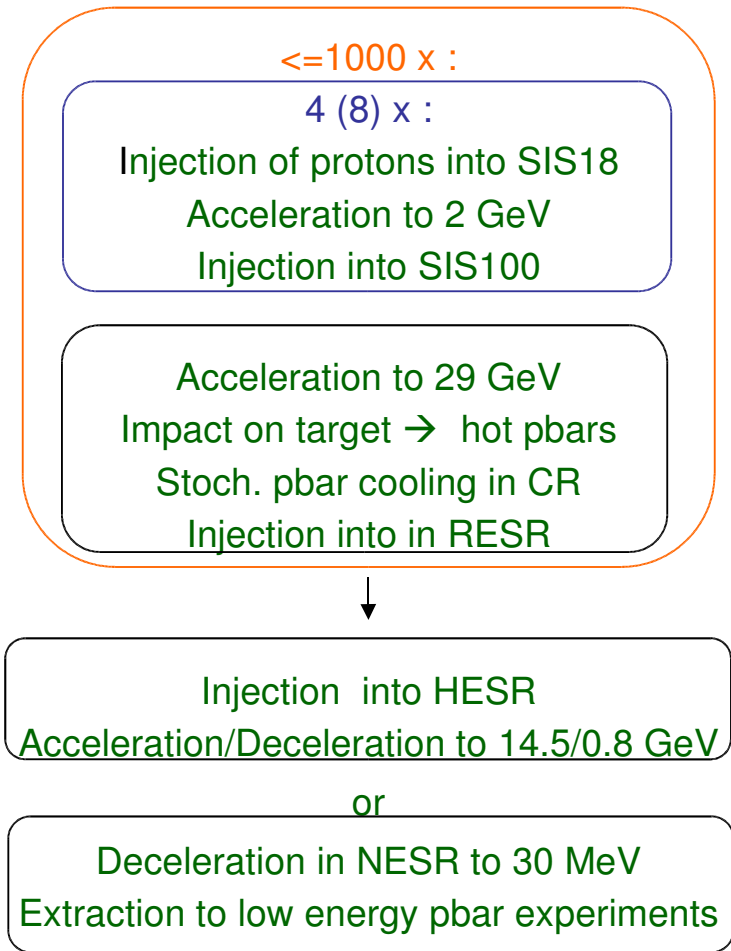 <=1000 x :
4 (8) x :
Injection of protons into SIS18
Acceleration to 2 GeV
Injection into SIS100
Acceleration to 29 GeV
Impact on target → hot pbars
Stoch. pbar cooling in CR
Injection into in RESR
Injection into HESR
Acceleration/Deceleration to 14.5/0.8 GeV
or
Deceleration in NESR to 30 MeV
Extraction to low energy pbar experiments